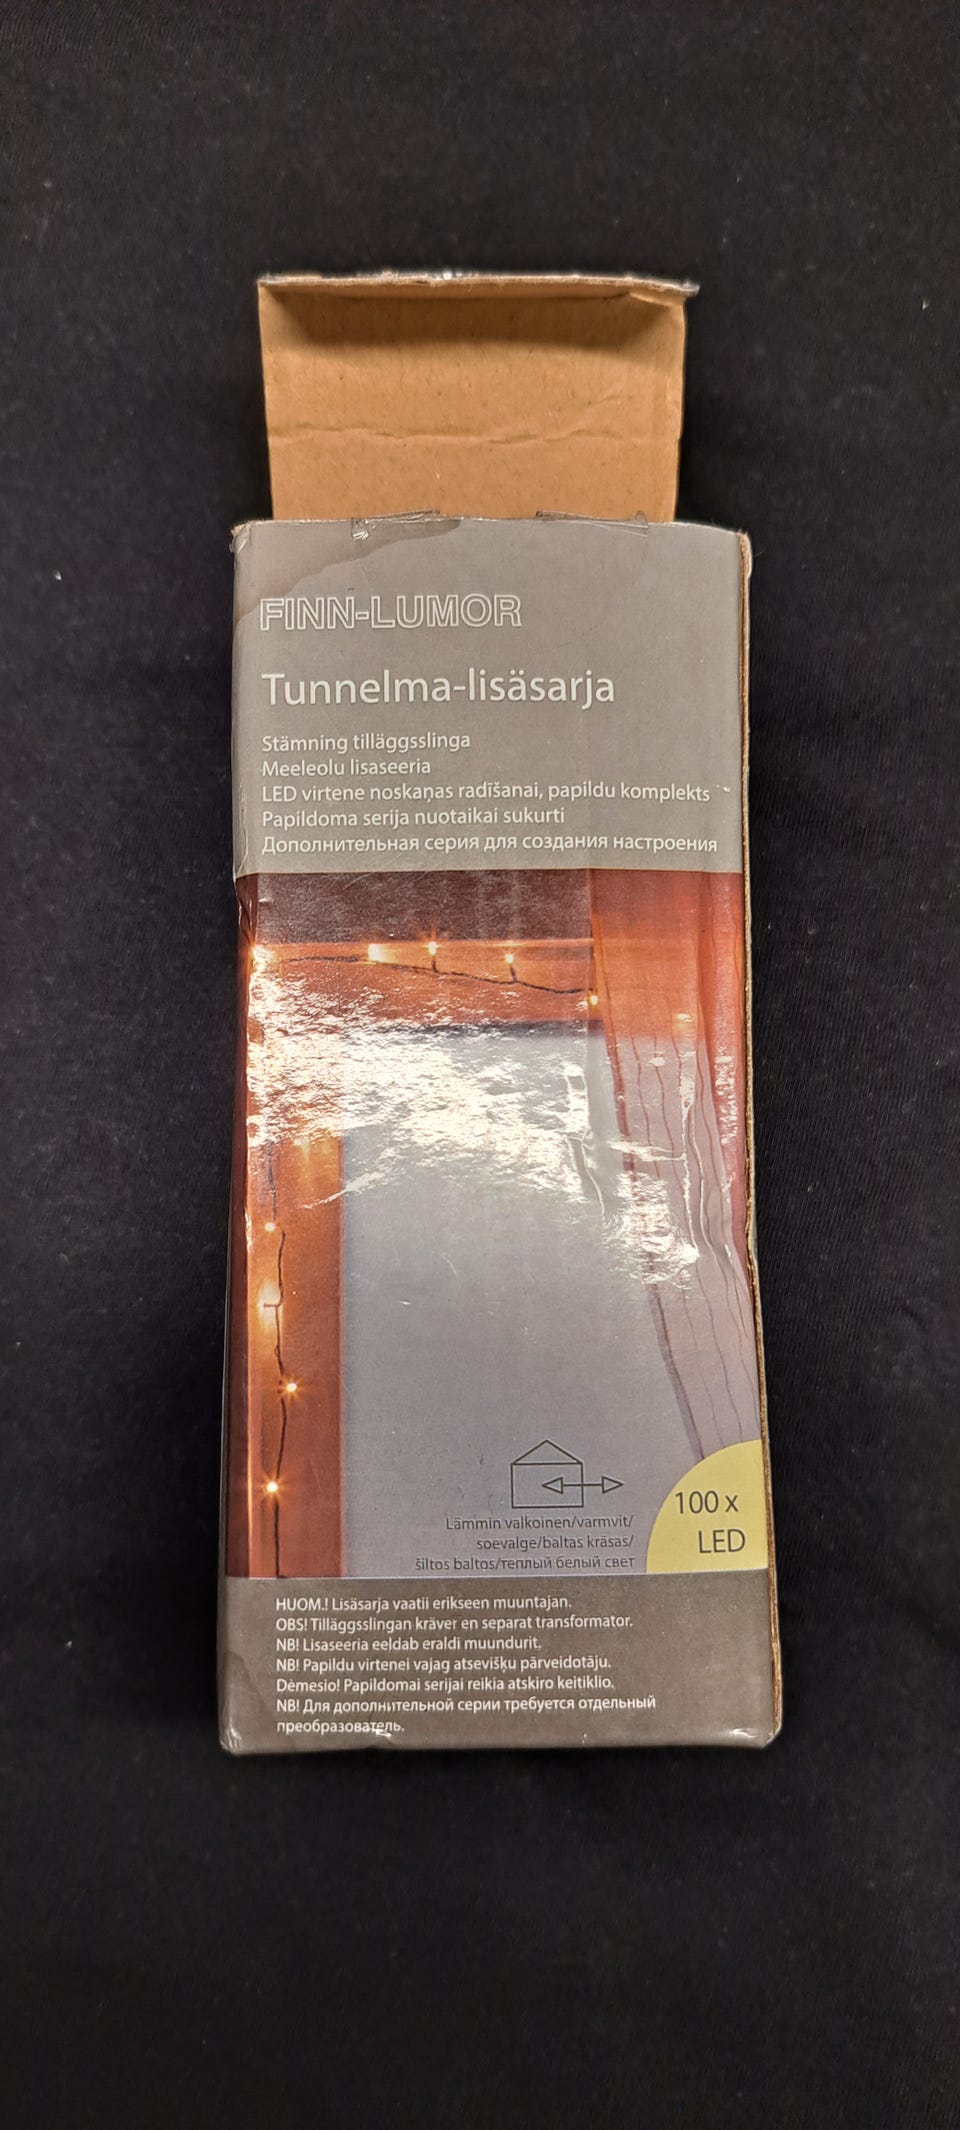 FINN-LUMOR
Tunnelma-lisäsarja
Stämning tilläggsslinga
Meeleolu lisaseeria
LED virtene noskaņas radīšanai, papildu komplekts
Papildoma serija nuotaikai sukurti
Дополнительная серия для создания настроения
Lämmin valkoinen/varmvit/
soevalge/baltas krāsas/
šiltos baltos/теплый белый свет
100 x
LED
HUOM.! Lisäsarja vaatii erikseen muuntajan.
OBS! Tilläggsslingan kräver en separat transformator.
NB! Lisaseeria eeldab eraldi muundurit.
NB! Papildu virtenei vajag atsevišķu pārveidotāju.
Dėmesio! Papildomai serijai reikia atskiro keitiklio.
NB! Для дополнительной серии требуется отдельный
преобразователь.